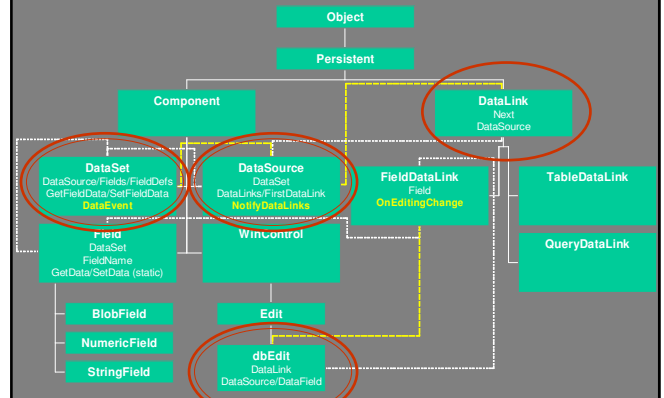 Object
Persistent
Component
DataLink
Next
DataSource
DataSet
DataSource/Fields/FieldDefs
GetFieldData/SetFieldData
DataEvent
DataSource
DataSet
DataLinks/FirstDataLink
NotifyDataLinks
FieldDataLink
Field
OnEditingChange
TableDataLink
Field
DataSet
FieldName
GetData/SetData (static)
WinControl
QueryDataLink
BlobField
NumericField
StringField
Edit
dbEdit
DataLink
DataSource/DataField